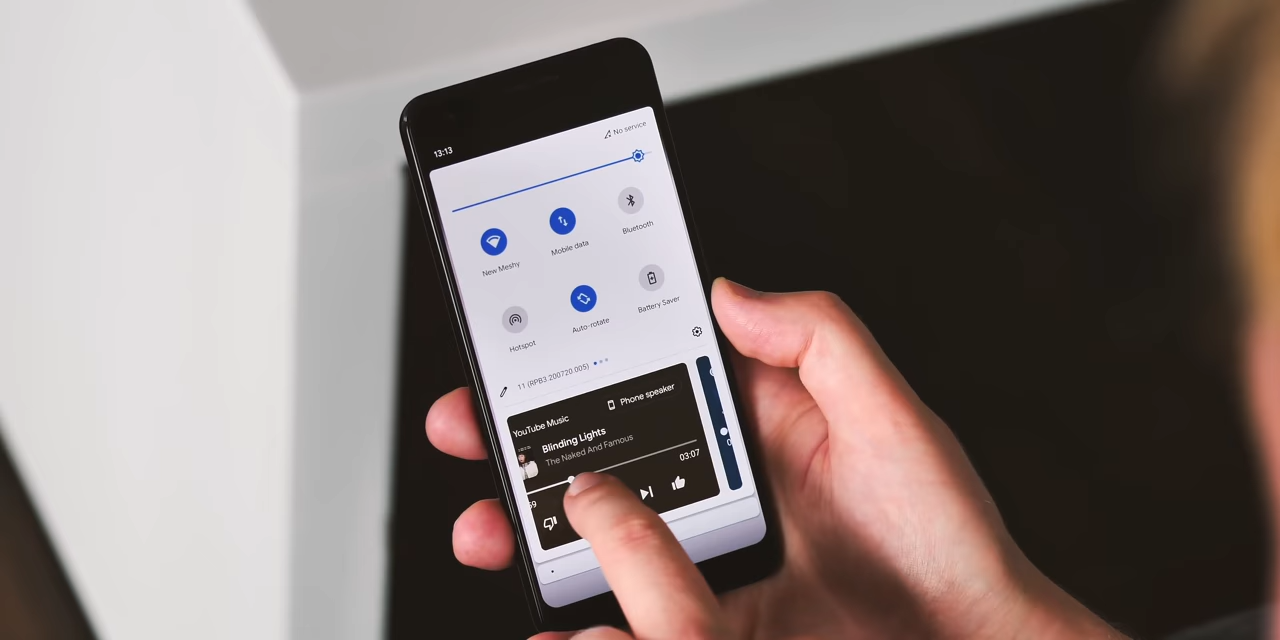 13:13
No service
New Meshy
Mobile data
Bluetooth
Hotspot
Auto-rotate
Battery Saver
11 (RPB3.200720.005)
YouTube Music
Phone speaker
Blinding Lights
The Naked And Famous
03:07